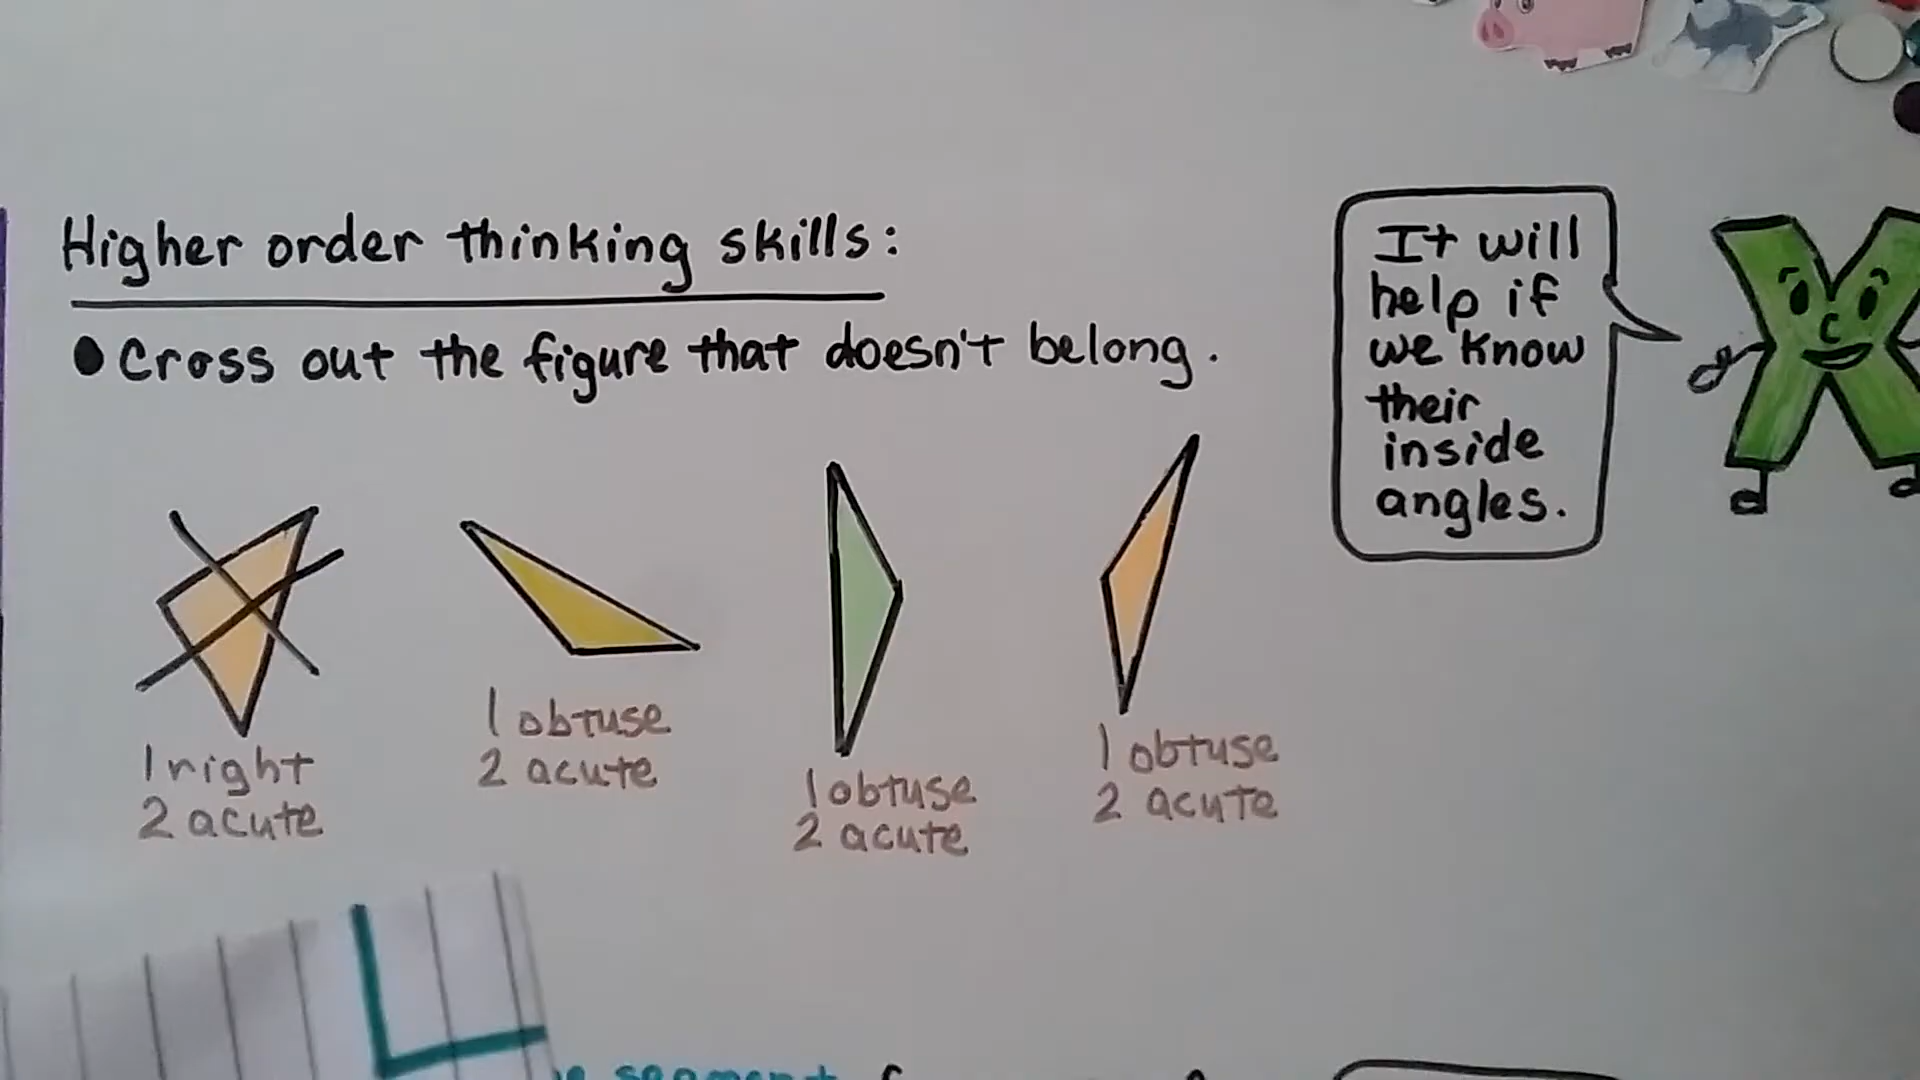 Higher order thinking skills:
• Cross out the figure that doesn't belong.
It will
help if
we know
their
inside
angles.
1 right
2 acute
1 obtuse
2 acute
1 obtuse
2 acute
1 obtuse
2 acute
segment